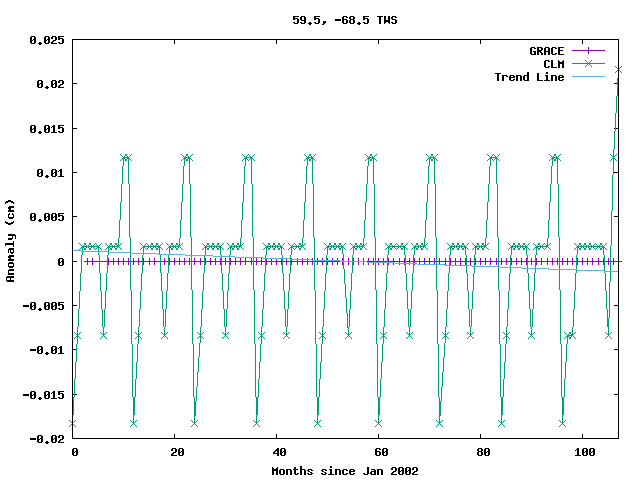 59.5, -68.5 TWS
GRACE
CLM
Trend Line
0.025
0.02
0.015
0.01
0.005
0
-0.005
-0.01
-0.015
-0.02
Anomaly (cm)
0 20 40 60 80 100
Months since Jan 2002